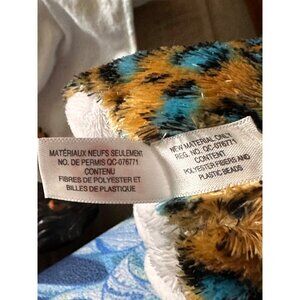 MATÉRIAUX NEUFS SEULEMENT
NO. DE PERMIS QC-076771
CONTENU
FIBRES DE POLYESTER ET
BILLES DE PLASTIQUE
NEW MATERIAL ONLY
REG. NO. QC-076771
CONTENT
POLYESTER FIBERS AND
PLASTIC BEADS